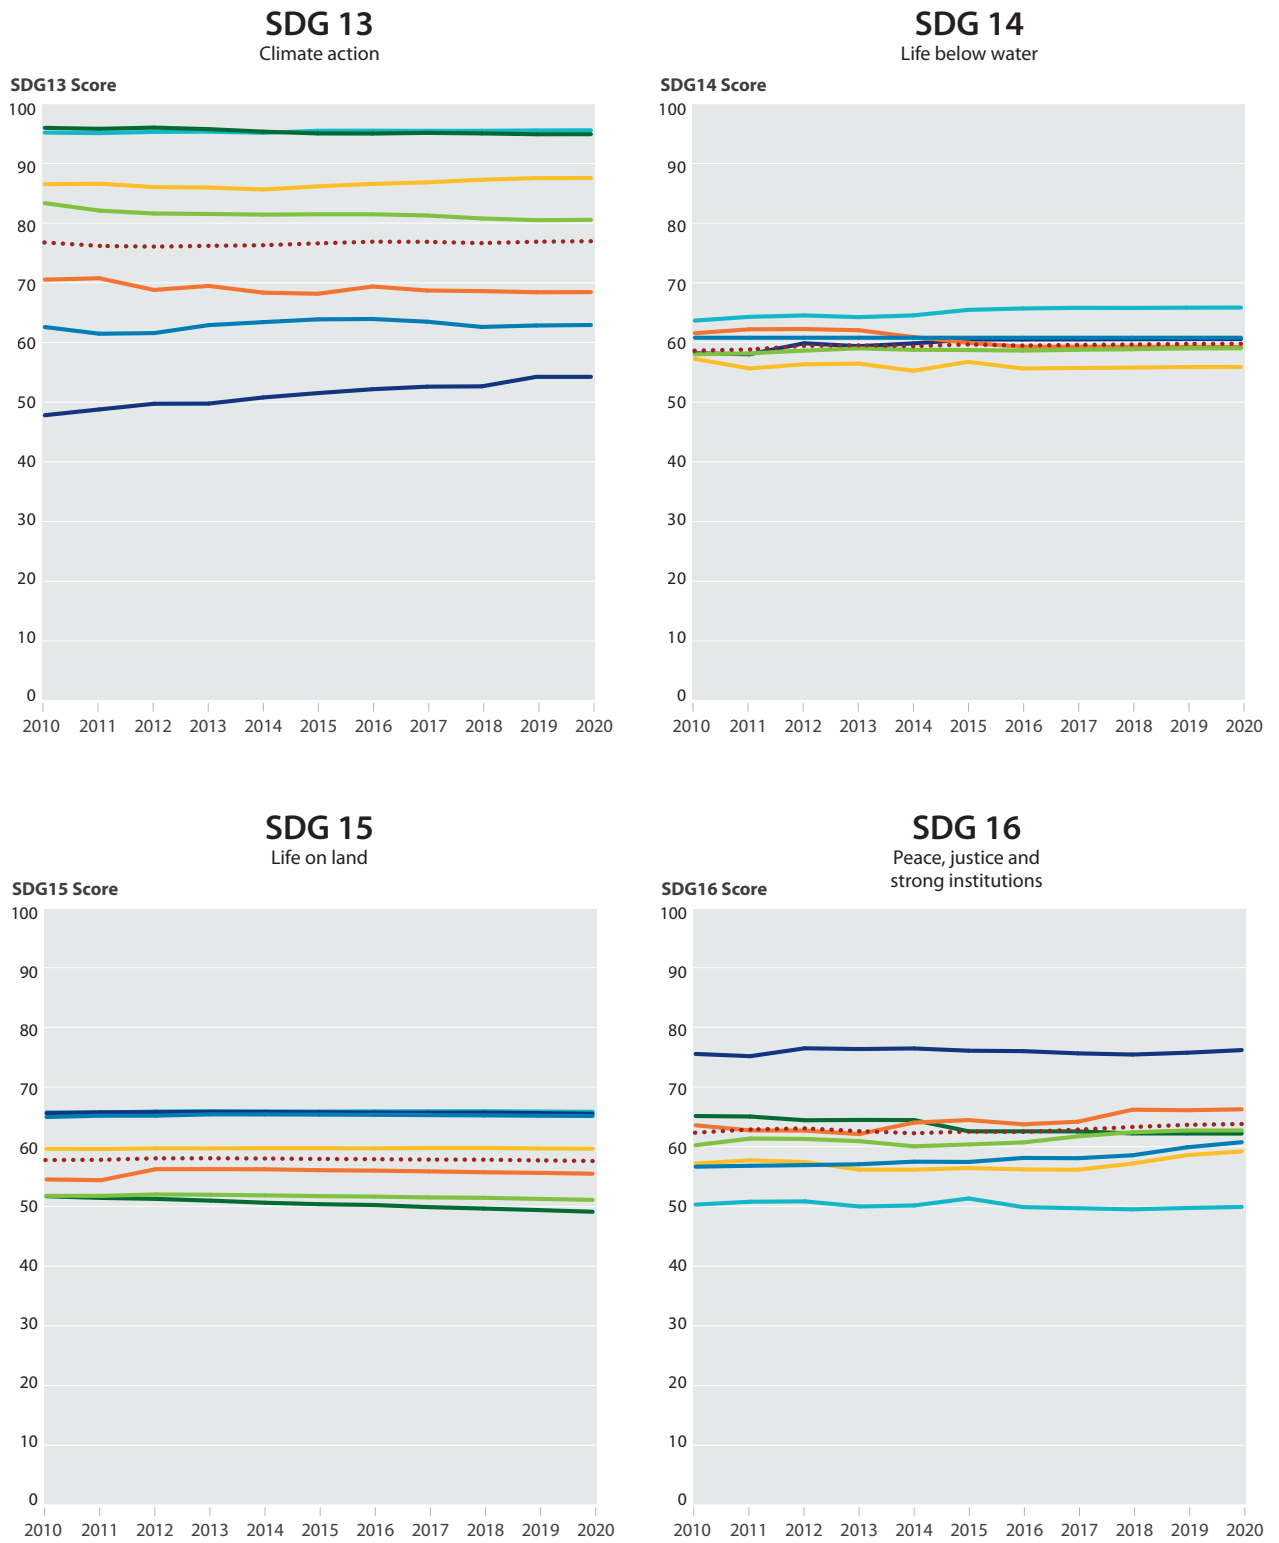 SDG 13
Climate action
SDG13 Score
100
90
80
70
60
50
40
30
20
10
0
2010 2011 2012 2013 2014 2015 2016 2017 2018 2019 2020
SDG 14
Life below water
SDG14 Score
100
90
80
70
60
50
40
30
20
10
0
2010 2011 2012 2013 2014 2015 2016 2017 2018 2019 2020
SDG 15
Life on land
SDG15 Score
100
90
80
70
60
50
40
30
20
10
0
2010 2011 2012 2013 2014 2015 2016 2017 2018 2019 2020
SDG 16
Peace, justice and
strong institutions
SDG16 Score
100
90
80
70
60
50
40
30
20
10
0
2010 2011 2012 2013 2014 2015 2016 2017 2018 2019 2020